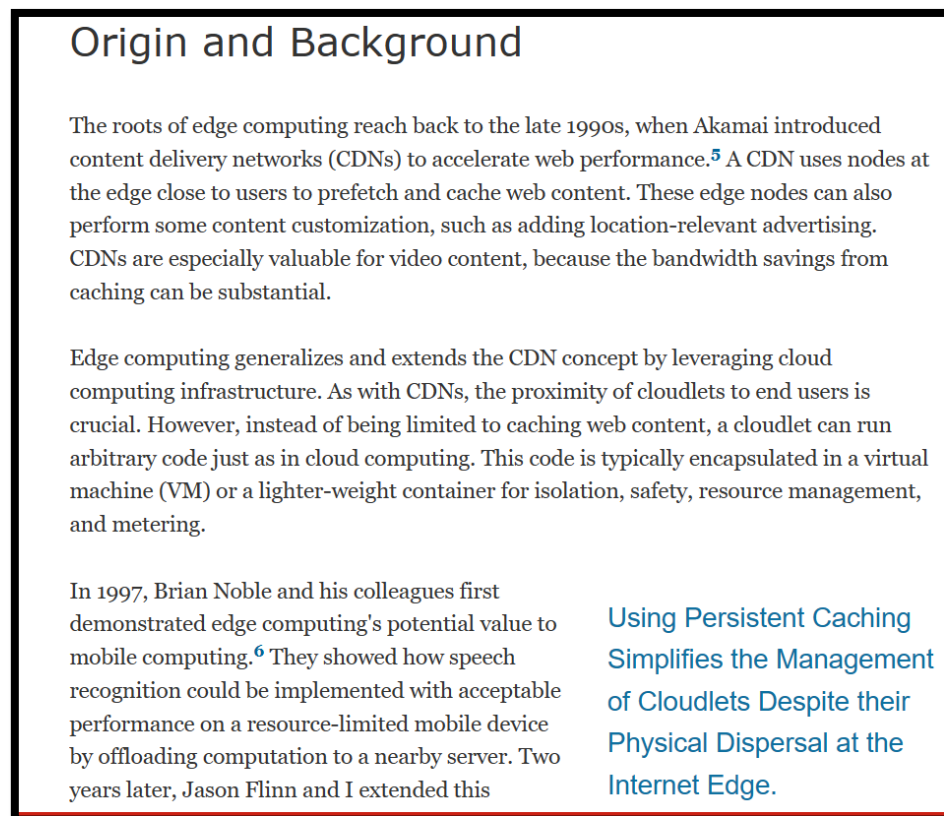 Origin and Background
The roots of edge computing reach back to the late 1990s, when Akamai introduced
content delivery networks (CDNs) to accelerate web performance.5 A CDN uses nodes at
the edge close to users to prefetch and cache web content. These edge nodes can also
perform some content customization, such as adding location-relevant advertising.
CDNs are especially valuable for video content, because the bandwidth savings from
caching can be substantial.
Edge computing generalizes and extends the CDN concept by leveraging cloud
computing infrastructure. As with CDNs, the proximity of cloudlets to end users is
crucial. However, instead of being limited to caching web content, a cloudlet can run
arbitrary code just as in cloud computing. This code is typically encapsulated in a virtual
machine (VM) or a lighter-weight container for isolation, safety, resource management,
and metering.
In 1997, Brian Noble and his colleagues first
demonstrated edge computing's potential value to
mobile computing.6 They showed how speech
recognition could be implemented with acceptable
performance on a resource-limited mobile device
by offloading computation to a nearby server. Two
years later, Jason Flinn and I extended this
Using Persistent Caching
Simplifies the Management
of Cloudlets Despite their
Physical Dispersal at the
Internet Edge.